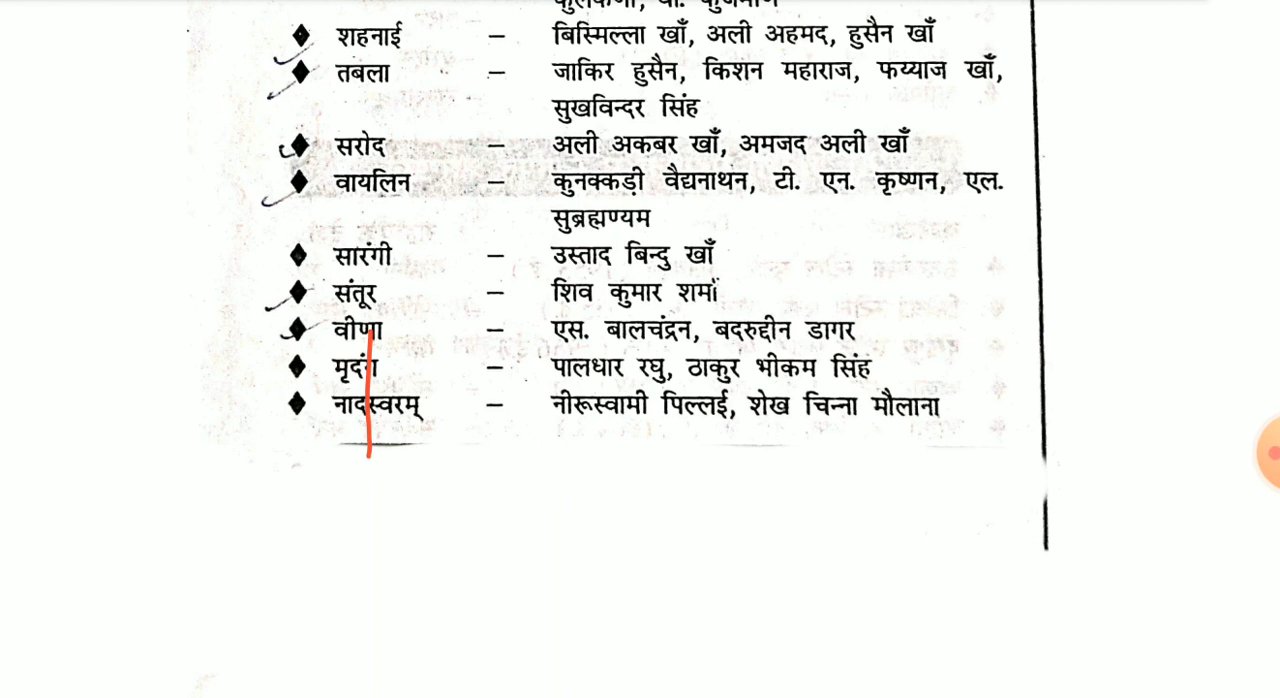 ♦ शहनाई – बिस्मिल्ला खाँ, अली अहमद, हुसैन खाँ
♦ तबला – जाकिर हुसैन, किशन महाराज, फय्याज खाँ,
सुखविन्दर सिंह
♦ सरोद – अली अकबर खाँ, अमजद अली खाँ
♦ वायलिन – कुनक्कड़ी वैद्यनाथन, टी. एन. कृष्णन, एल.
सुब्रह्मण्यम
♦ सारंगी – उस्ताद बिन्दु खाँ
♦ संतूर – शिव कुमार शर्मा
♦ वीणा – एस. बालचंद्रन, बदरुद्दीन डागर
♦ मृदंग – पालधार रघु, ठाकुर भीकम सिंह
♦ नादस्वरम् – नीरूस्वामी पिल्लई, शेख चिन्ना मौलाना